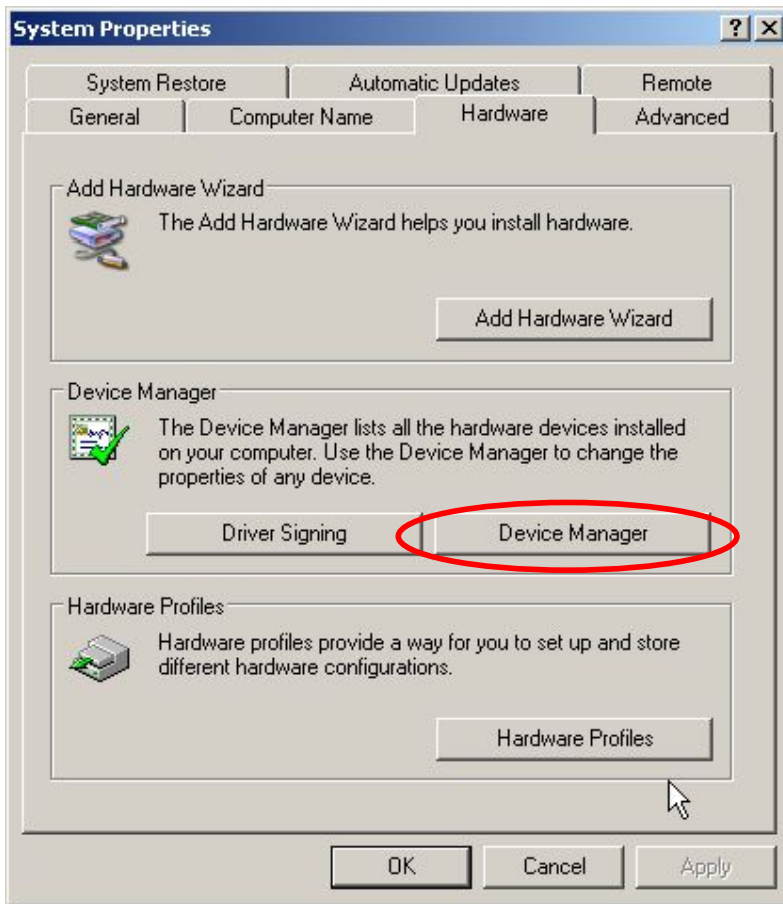 System Properties
System Restore Automatic Updates Remote
General Computer Name Hardware Advanced
Add Hardware Wizard
The Add Hardware Wizard helps you install hardware.
Add Hardware Wizard
Device Manager
The Device Manager lists all the hardware devices installed
on your computer. Use the Device Manager to change the
properties of any device.
Driver Signing Device Manager
Hardware Profiles
Hardware profiles provide a way for you to set up and store
different hardware configurations.
Hardware Profiles
OK Cancel Apply